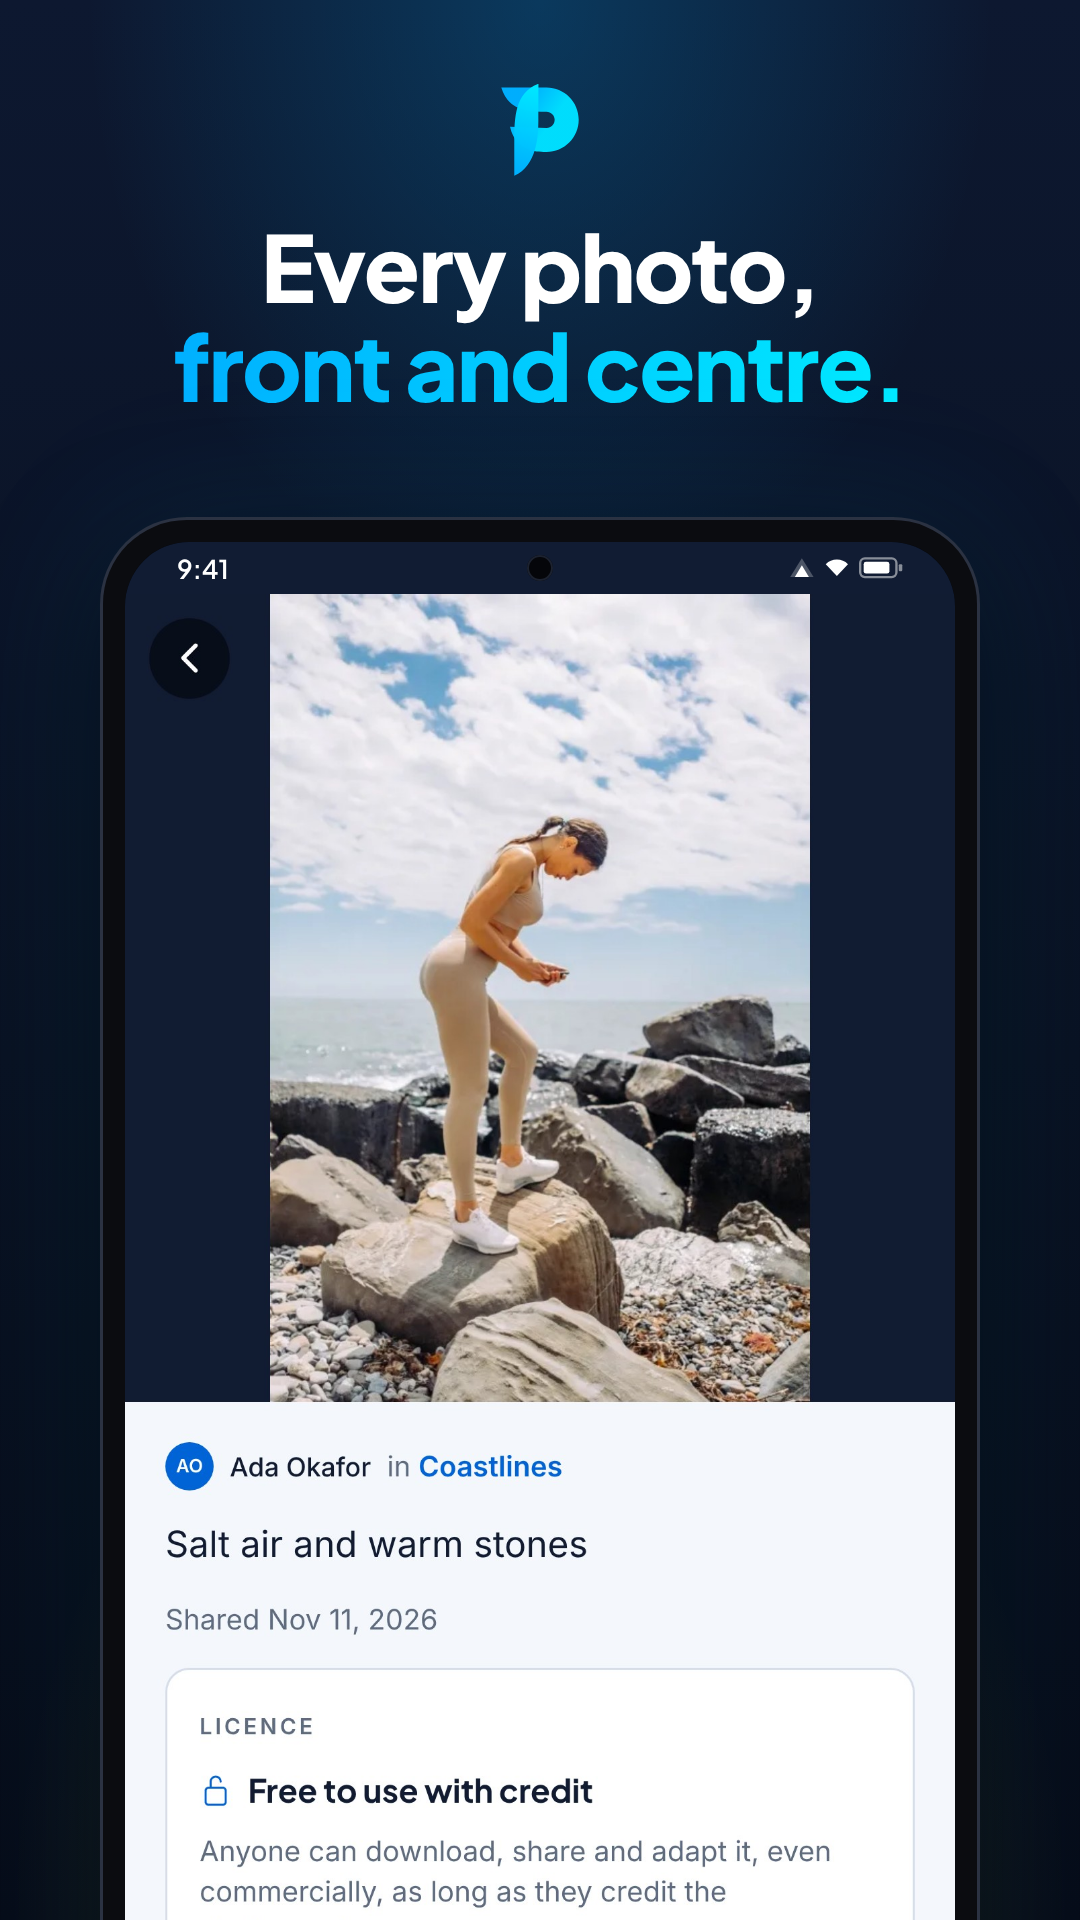 Every photo,
front and centre.
9:41
AO Ada Okafor in Coastlines
Salt air and warm stones
Shared Nov 11, 2026
LICENCE
Free to use with credit
Anyone can download, share and adapt it, even
commercially, as long as they credit the